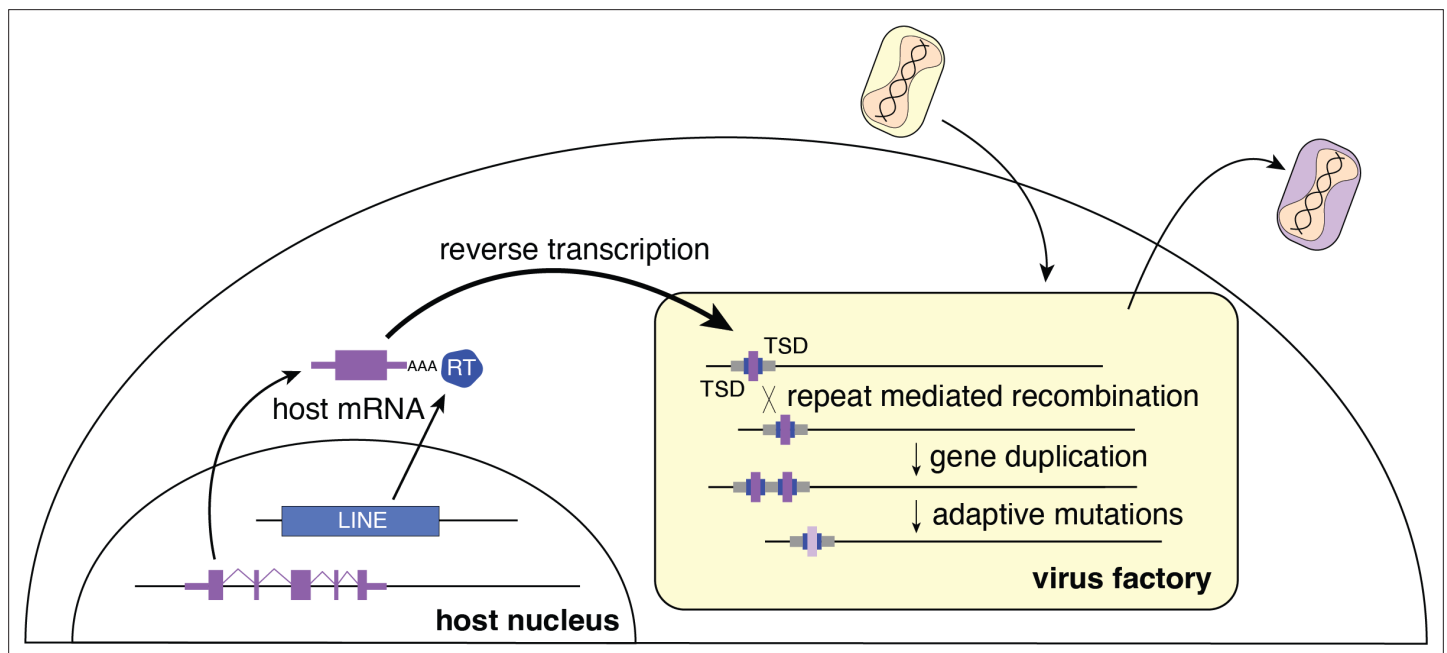 reverse transcription
TSD
AAA
RT
TSD
repeat mediated recombination
host mRNA
gene duplication
LINE
adaptive mutations
virus factory
host nucleus